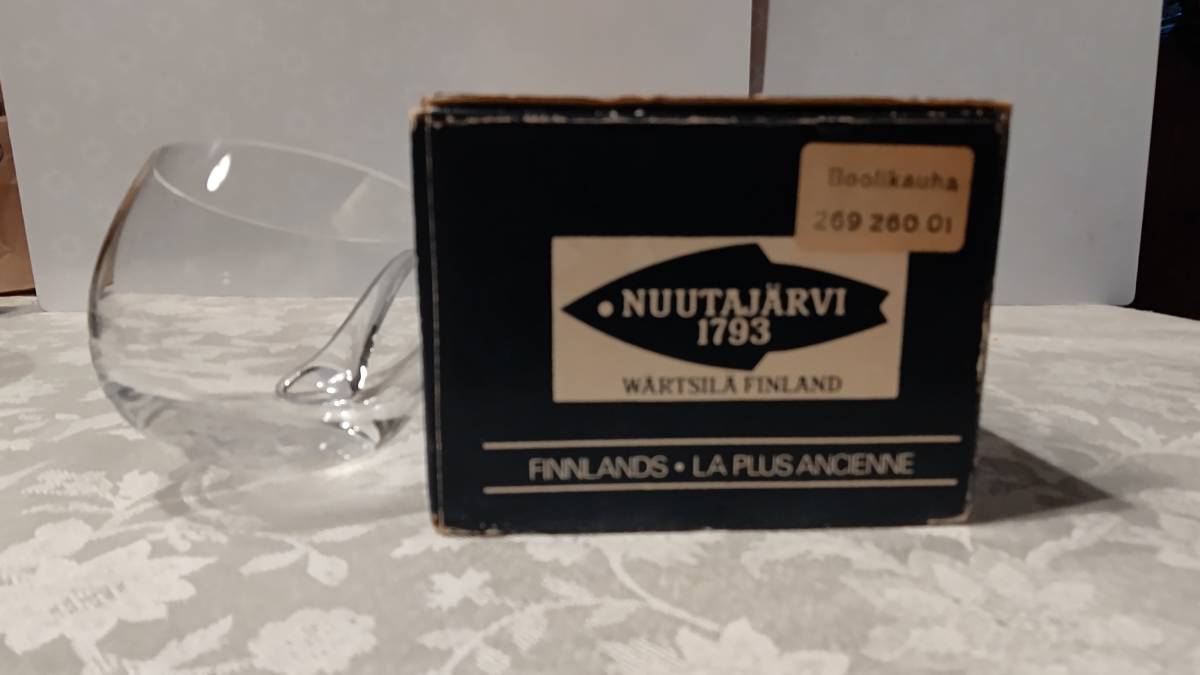 Boolikauha
269 260 01
NUUTAJÄRVI
1793
WÄRTSILÄ FINLAND
FINNLANDS • LA PLUS ANCIENNE